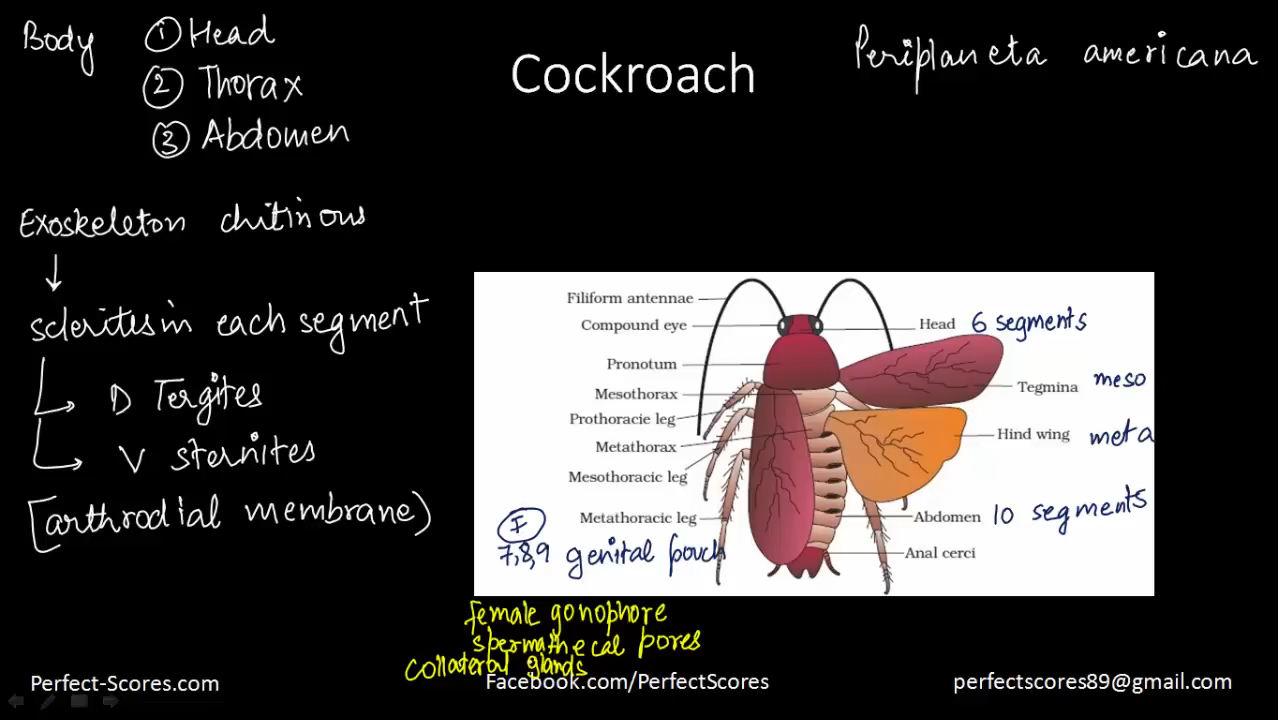 Cockroach
Periplaneta americana
Body ① Head
② Thorax
③ Abdomen
Exoskeleton chitinous
↓
sclerites in each segment
D Tergites
V sternites
[arthrodial membrane)
Filiform antennae
Compound eye
Pronotum
Mesothorax
Prothoracie leg
Metathorax
Mesothoracic leg
Metathoracic leg
Head 6 segments
Tegmina meso
Hind wing meta
Abdomen 10 segments
Anal cerci
F
7,8,9 genital pouch
female gonophore
spermathecal pores
collateral glands
Perfect-Scores.com
Facebook.com/PerfectScores
perfectscores89@gmail.com